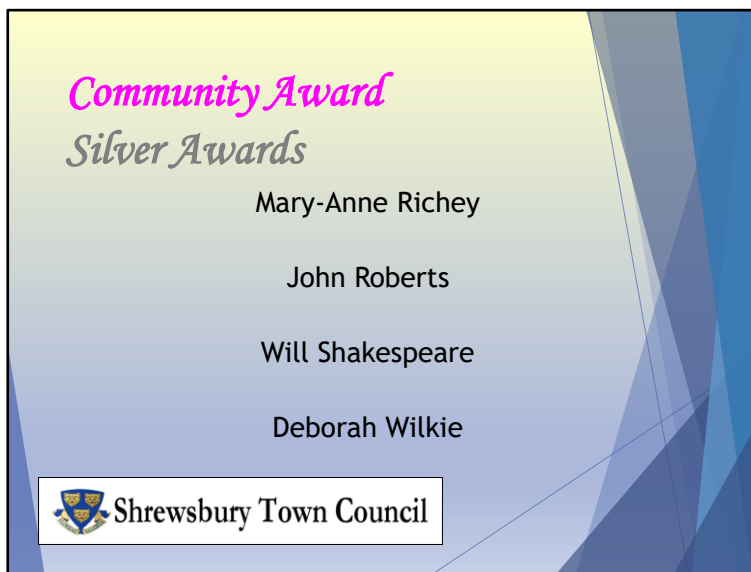 Community Award
Silver Awards
Mary-Anne Richey
John Roberts
Will Shakespeare
Deborah Wilkie
Shrewsbury Town Council